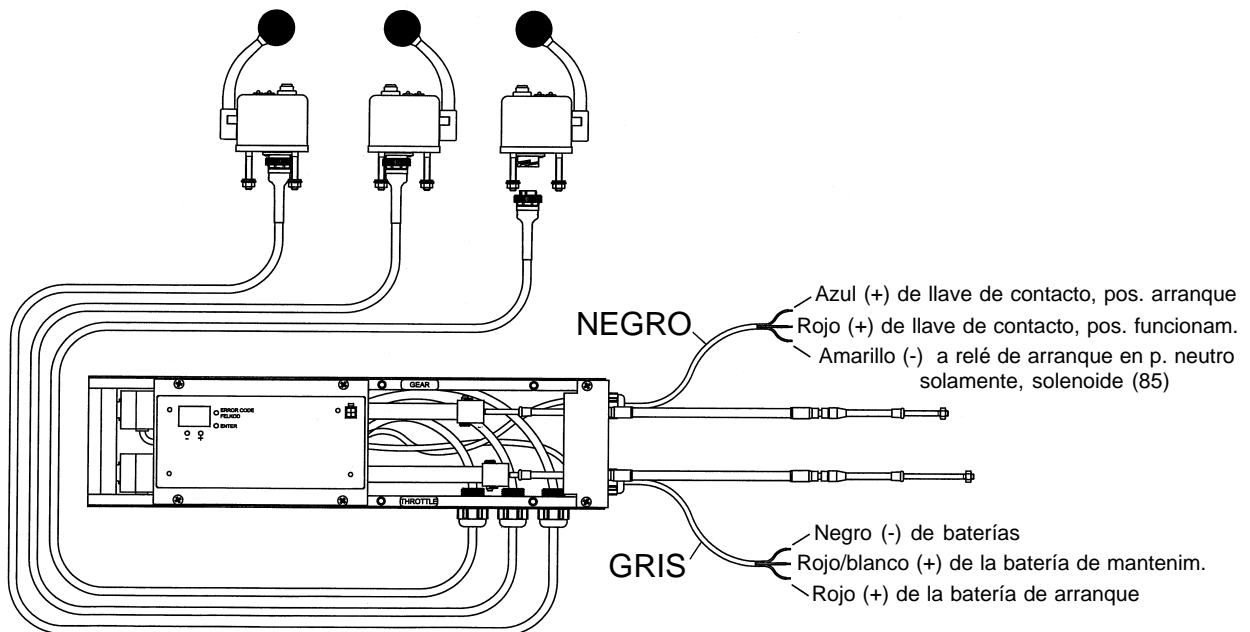 NEGRO
Azul (+) de llave de contacto, pos. arranque
Rojo (+) de llave de contacto, pos. funcionam.
Amarillo (-) a relé de arranque en p. neutro
solamente, solenoide (85)
GEAR
ERROR CODE
FELKOD
ENTER
- +
THROTTLE
GRIS
Negro (-) de baterías
Rojo/blanco (+) de la batería de mantenim.
Rojo (+) de la batería de arranque